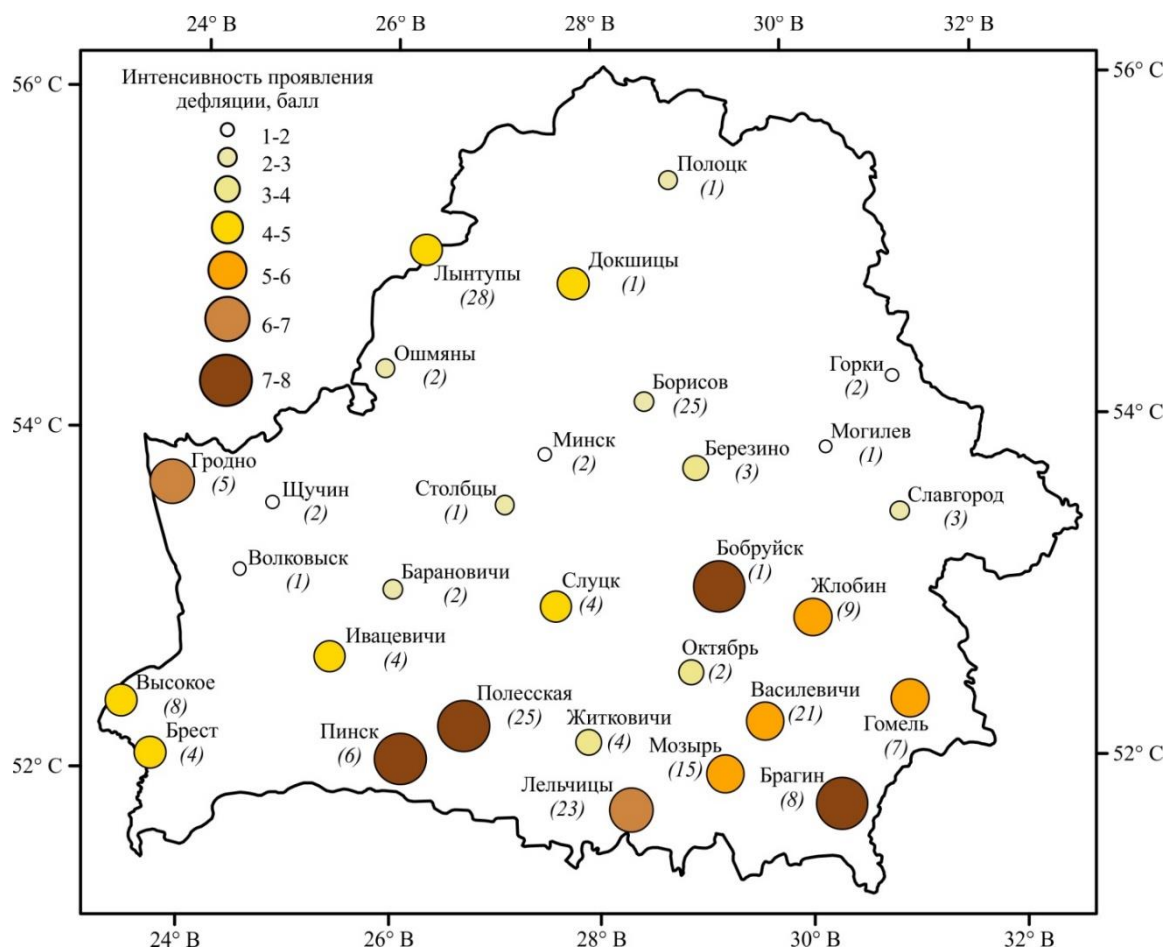 24° В 26° В 28° В 30° В 32° В
56° С
56° С
Интенсивность проявления
дефляции, балл
1-2
2-3
3-4
4-5
5-6
6-7
7-8
Полоцк
(1)
Лынтупы
(28)
Докшицы
(1)
Ошмяны
(2)
Борисов
(25)
Горки
(2)
54° С
54° С
Минск
(2)
Березино
(3)
Могилев
(1)
Гродно
(5)
Щучин
(2)
Столбцы
(1)
Славгород
(3)
Волковыск
(1)
Барановичи
(2)
Слуцк
(4)
Бобруйск
(1)
Жлобин
(9)
Ивацевичи
(4)
Октябрь
(2)
Высокое
(8)
Полесская
(25)
Василевичи
(21)
Гомель
(7)
Брест
(4)
Пинск
(6)
Житковичи
(4)
Мозырь
(15)
Брагин
(8)
Лельчицы
(23)
52° С
52° С
24° В 26° В 28° В 30° В 32° В